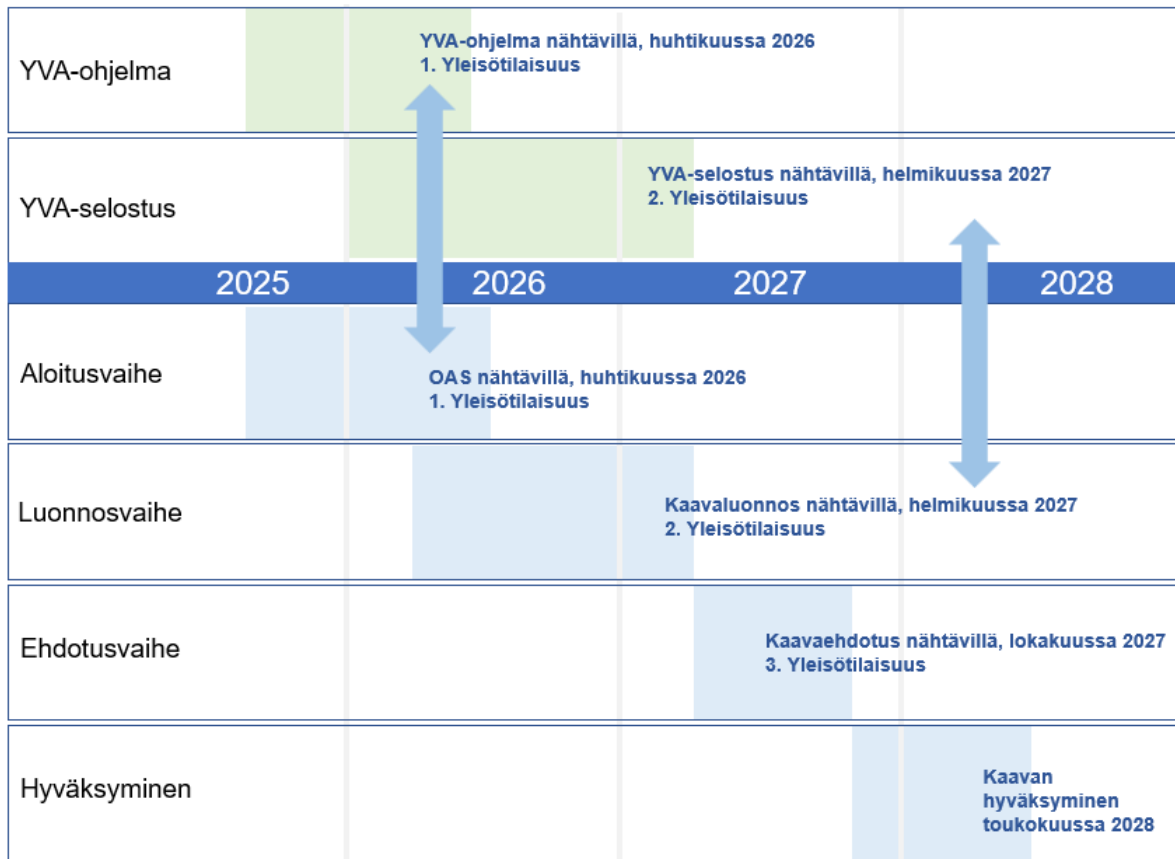 YVA-ohjelma
YVA-ohjelma nähtävillä, huhtikuussa 2026
1. Yleisötilaisuus
YVA-selostus
YVA-selostus nähtävillä, helmikuussa 2027
2. Yleisötilaisuus
2025 2026 2027 2028
Aloitusvaihe
OAS nähtävillä, huhtikuussa 2026
1. Yleisötilaisuus
Luonnosvaihe
Kaavaluonnos nähtävillä, helmikuussa 2027
2. Yleisötilaisuus
Ehdotusvaihe
Kaavaehdotus nähtävillä, lokakuussa 2027
3. Yleisötilaisuus
Hyväksyminen
Kaavan
hyväksyminen
toukokuussa 2028